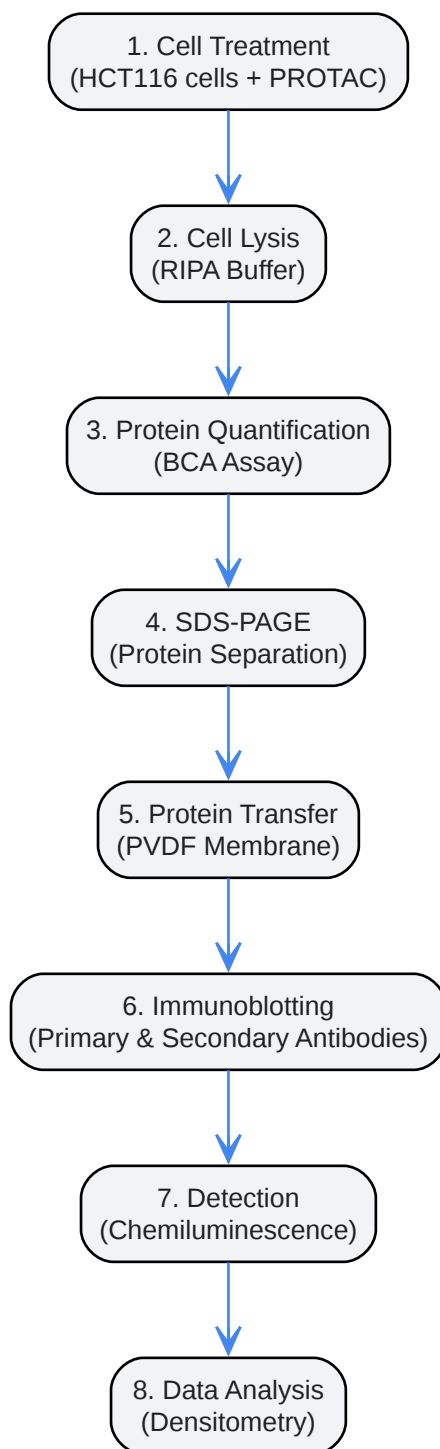 1. Cell Treatment
(HCT116 cells + PROTAC)
2. Cell Lysis
(RIPA Buffer)
3. Protein Quantification
(BCA Assay)
4. SDS-PAGE
(Protein Separation)
5. Protein Transfer
(PVDF Membrane)
6. Immunoblotting
(Primary & Secondary Antibodies)
7. Detection
(Chemiluminescence)
8. Data Analysis
(Densitometry)